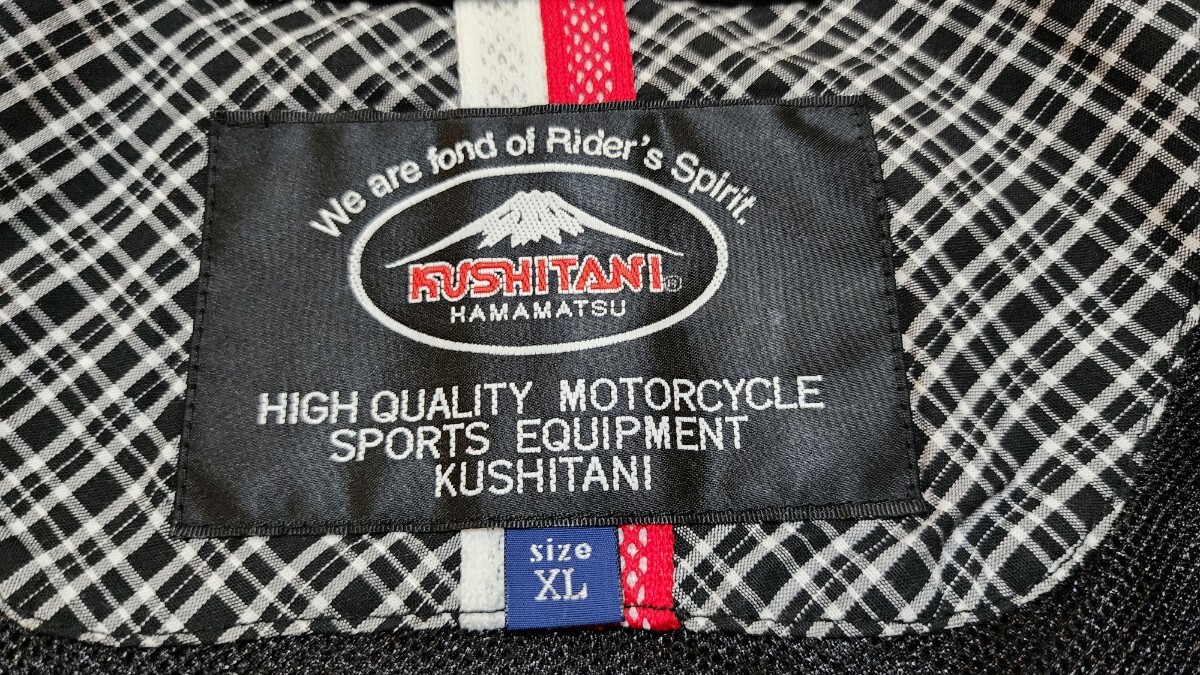 We are fond of Rider's Spirit.
KUSHITANI®
HAMAMATSU
HIGH QUALITY MOTORCYCLE
SPORTS EQUIPMENT
KUSHITANI
size
XL